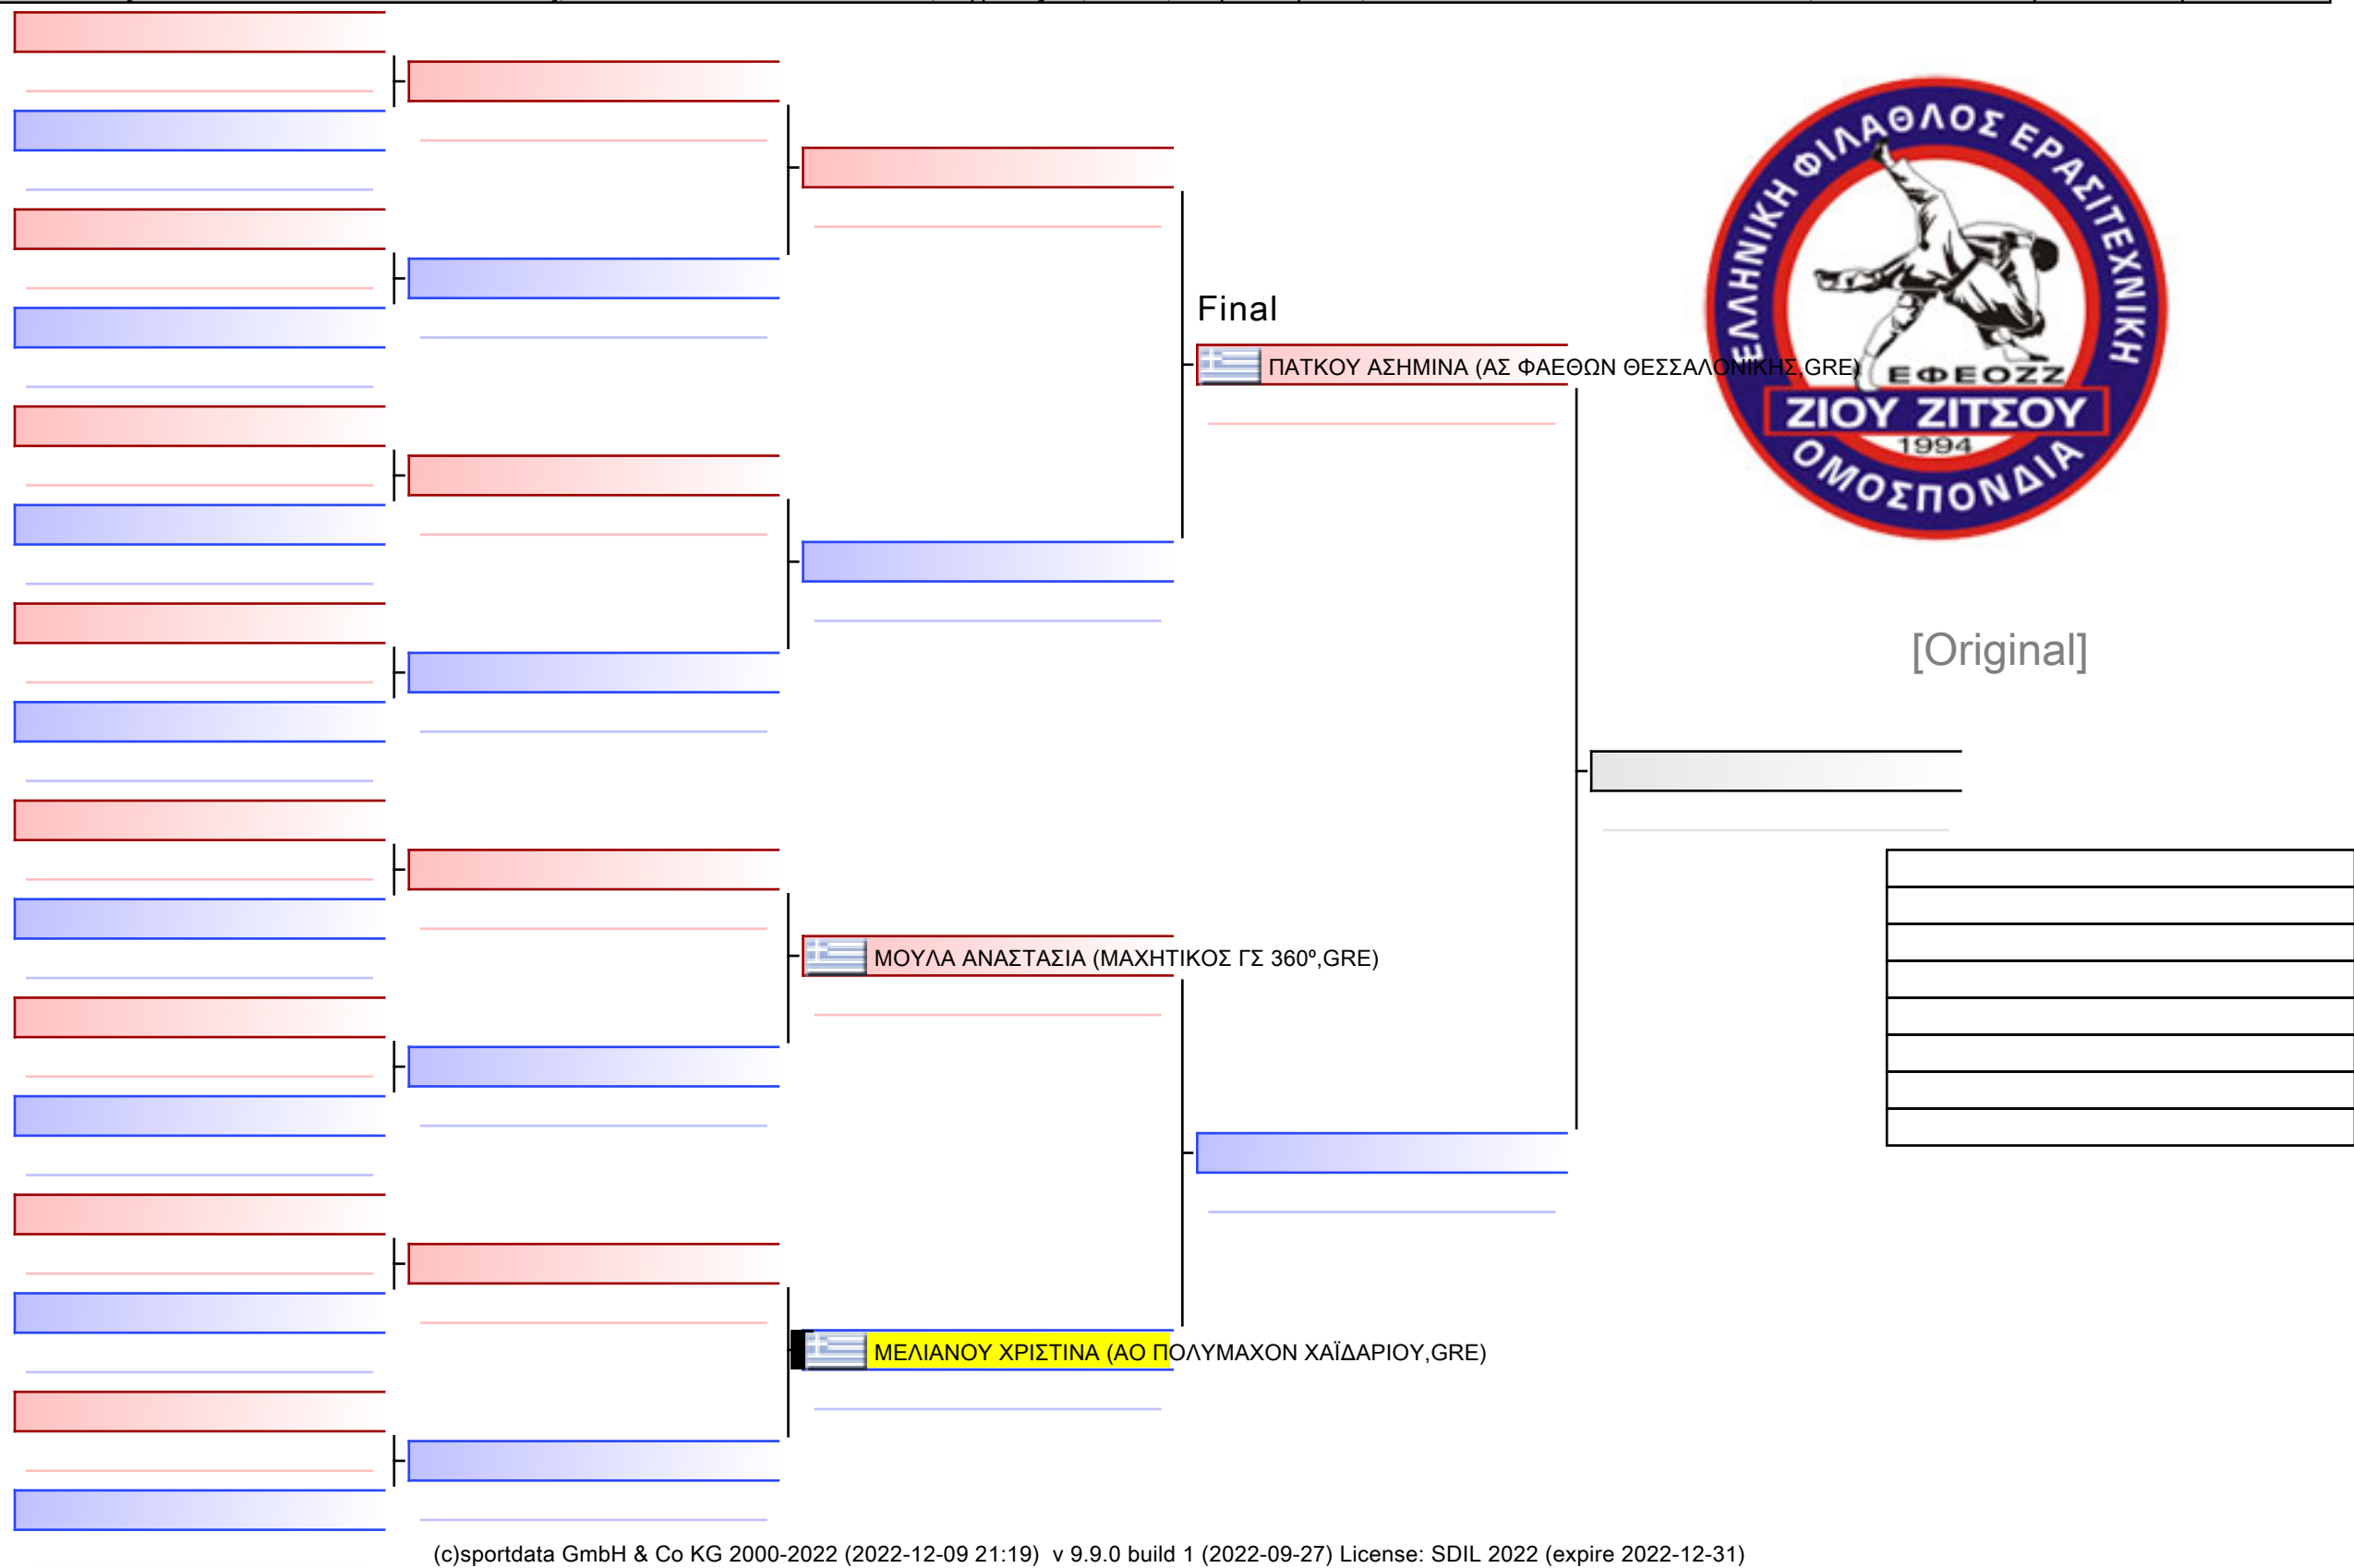 ΕΛΛΗΝΙΚΗ ΦΙΛΑΘΛΟΣ ΕΡΑΣΙΤΕΧΝΙΚΗ
Final
ΠΑΤΚΟΥ ΑΣΗΜΙΝΑ (ΑΣ ΦΑΕΘΩΝ ΘΕΣΣΑΛΟΝΙΚΗΣ,GRE)
ΕΦΕΟΖΖ
ΖΙΟΥ ΖΙΤΣΟΥ
1994
ΟΜΟΣΠΟΝΔΙΑ
[Original]
ΜΟΥΛΑ ΑΝΑΣΤΑΣΙΑ (ΜΑΧΗΤΙΚΟΣ ΓΣ 360º,GRE)
ΜΕΛΙΑΝΟΥ ΧΡΙΣΤΙΝΑ (ΑΟ ΠΟΛΥΜΑΧΟΝ ΧΑΪΔΑΡΙΟΥ,GRE)
(c)sportdata GmbH & Co KG 2000-2022 (2022-12-09 21:19) v 9.9.0 build 1 (2022-09-27) License: SDIL 2022 (expire 2022-12-31)